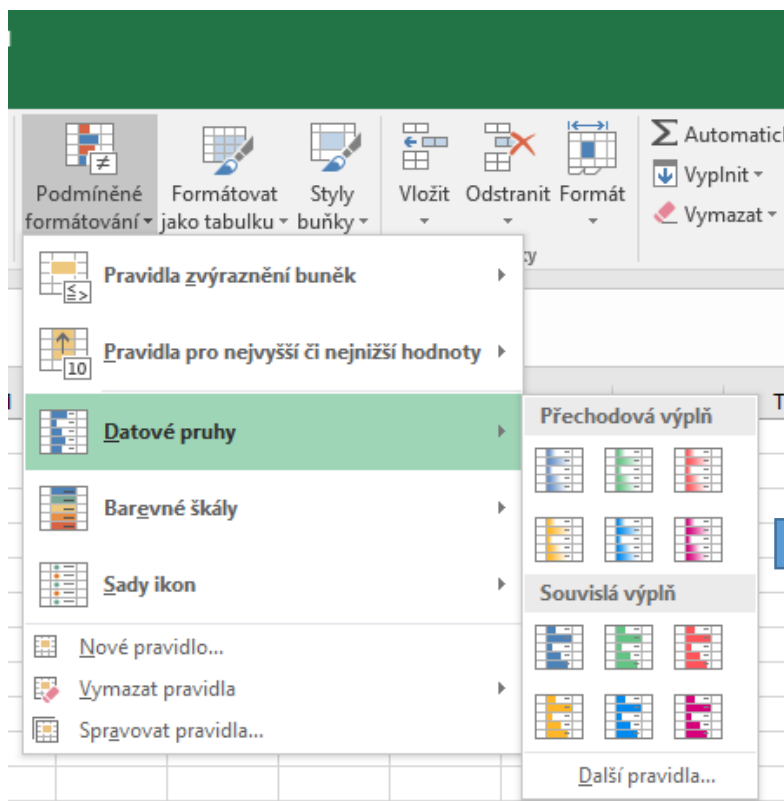 Podmíněné formátování
Formátovat jako tabulku
Styly buňky
Vložit
Odstranit
Formát
Vyplnit
Vymazat
Pravidla zvýraznění buněk
Pravidla pro nejvyšší či nejnižší hodnoty
10
Datové pruhy
Barevné škály
Sady ikon
Nové pravidlo...
Vymazat pravidla
Spravovat pravidla...
Přechodová výplň
Souvislá výplň
Další pravidla...